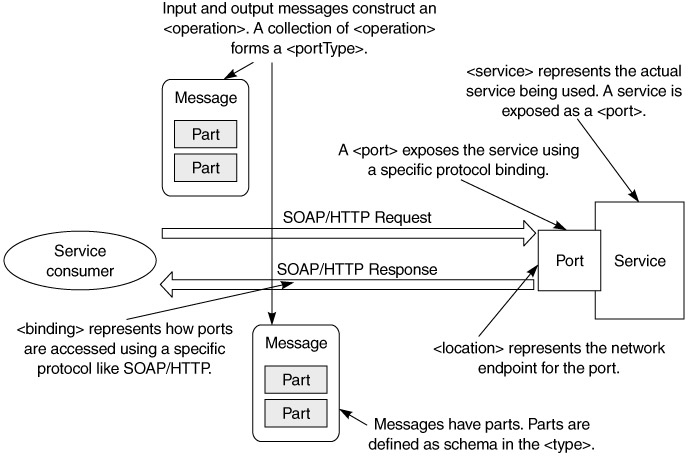 Input and output messages construct an
<operation>. A collection of <operation>
forms a <portType>.
<service> represents the actual
service being used. A service is
exposed as a <port>.
Message
Part
Part
A <port> exposes the service using
a specific protocol binding.
SOAP/HTTP Request
Service
consumer
Port
Service
SOAP/HTTP Response
<binding> represents how ports
are accessed using a specific
protocol like SOAP/HTTP.
Message
Part
Part
<location> represents the network
endpoint for the port.
Messages have parts. Parts are
defined as schema in the <type>.